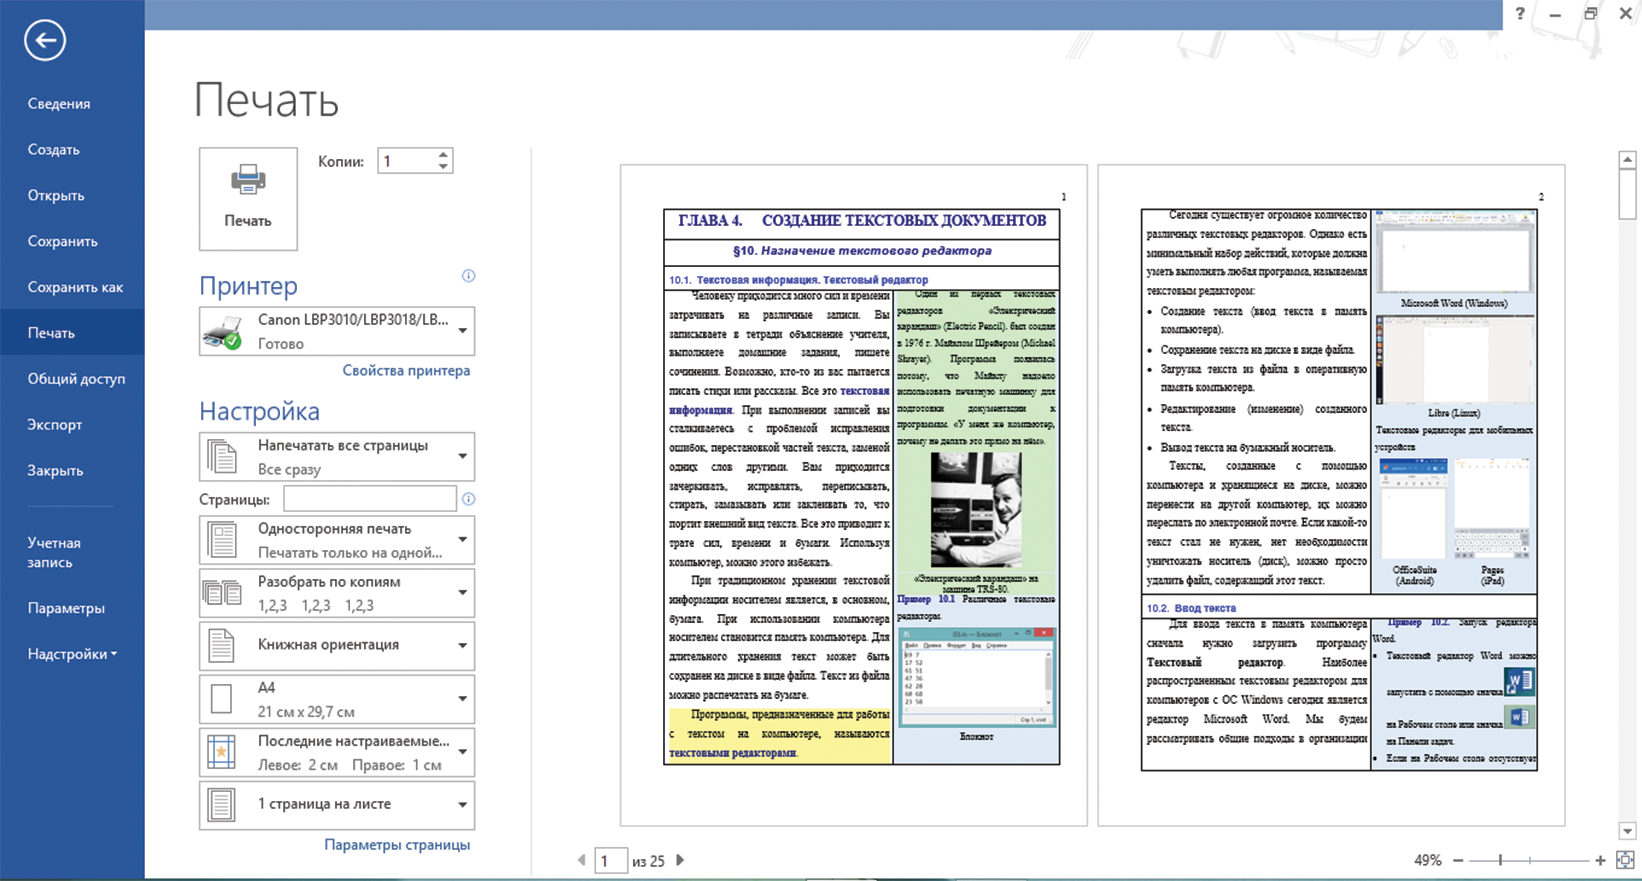 ?
Сведения
Создать
Открыть
Сохранить
Сохранить как
Печать
Общий доступ
Экспорт
Закрыть
Учетная
запись
Параметры
Надстройки
Печать
Печать
Копии: 1
Принтер
Canon LBP3010/LBP3018/LB...
Готово
Свойства принтера
Настройка
Напечатать все страницы
Все сразу
Страницы:
Односторонняя печать
Печатать только на одной...
Разобрать по копиям
1,2,3 1,2,3 1,2,3
Книжная ориентация
A4
21 см x 29,7 см
Последние настраиваемые...
Левое: 2 см Правое: 1 см
1 страница на листе
Параметры страницы
1
ГЛАВА 4. СОЗДАНИЕ ТЕКСТОВЫХ ДОКУМЕНТОВ
§10. Назначение текстового редактора
10.1. Текстовая информация. Текстовый редактор
Человеку приходится много сил и времени
затрачивать на различные записи. Вы
записываете в тетради объяснение учителя,
выполняете домашние задания, пишете
сочинения. Возможно, кто-то из вас пытается
писать стихи или рассказы. Все это текстовая
информация. При выполнении записей вы
сталкиваетесь с проблемой исправления
ошибок, перестановкой частей текста, заменой
одних слов другими. Вам приходится
зачеркивать, исправлять, переписывать,
стирать, замазывать или заклеивать то, что
портит внешний вид текста. Все это приводит к
трате сил, времени и бумаги. Используя
компьютер, можно этого избежать.
При традиционном хранении текстовой
информации носителем является, в основном,
бумага. При использовании компьютера
носителем становится память компьютера. Для
длительного хранения текст может быть
сохранен на диске в виде файла. Текст из файла
можно распечатать на бумаге.
Программы, предназначенные для работы
с текстом на компьютере, называются
текстовыми редакторами.
Один из первых текстовых
редакторов «Электрический
карандаш» (Electric Pencil). был создан
в 1976 г. Майклом Шрейером (Michael
Shrayer). Программа появилась
потому, что Майклу надоело
использовать печатную машинку для
подготовки документации к
программам. «У меня же компьютер,
почему не делать это прямо на нём».
«Электрический карандаш» на
машине TRS-80.
Пример 10.1 Различные текстовые
редакторы.
Блокнот
Файл Правка Формат Вид Справка
49 7
17 52
61 51
47 36
62 28
60 68
23 58
Блокнот
2
Сегодня существует огромное количество
различных текстовых редакторов. Однако есть
минимальный набор действий, которые должна
уметь выполнять любая программа, называемая
текстовым редактором:
• Создание текста (ввод текста в память
компьютера).
• Сохранение текста на диске в виде файла.
• Загрузка текста из файла в оперативную
память компьютера.
• Редактирование (изменение) созданного
текста.
• Вывод текста на бумажный носитель.
Тексты, созданные с помощью
компьютера и хранящиеся на диске, можно
перенести на другой компьютер, их можно
переслать по электронной почте. Если какой-то
текст стал не нужен, нет необходимости
уничтожать носитель (диск), можно просто
удалить файл, содержащий этот текст.
Microsoft Word (Windows)
Libre (Linux)
Текстовые редакторы для мобильных
устройств
OfficeSuite
(Android)
Pages
(iPad)
10.2. Ввод текста
Для ввода текста в память компьютера
сначала нужно загрузить программу
Текстовый редактор. Наиболее
распространенным текстовым редактором для
компьютеров с ОС Windows сегодня является
редактор Microsoft Word. Мы будем
рассматривать общие подходы в организации
Пример 10.2. Запуск редактора
Word.
• Текстовый редактор Word можно
запустить с помощью значка
на Рабочем столе или значка
на Панели задач.
• Если на Рабочем столе отсутствует
1 из 25
49%